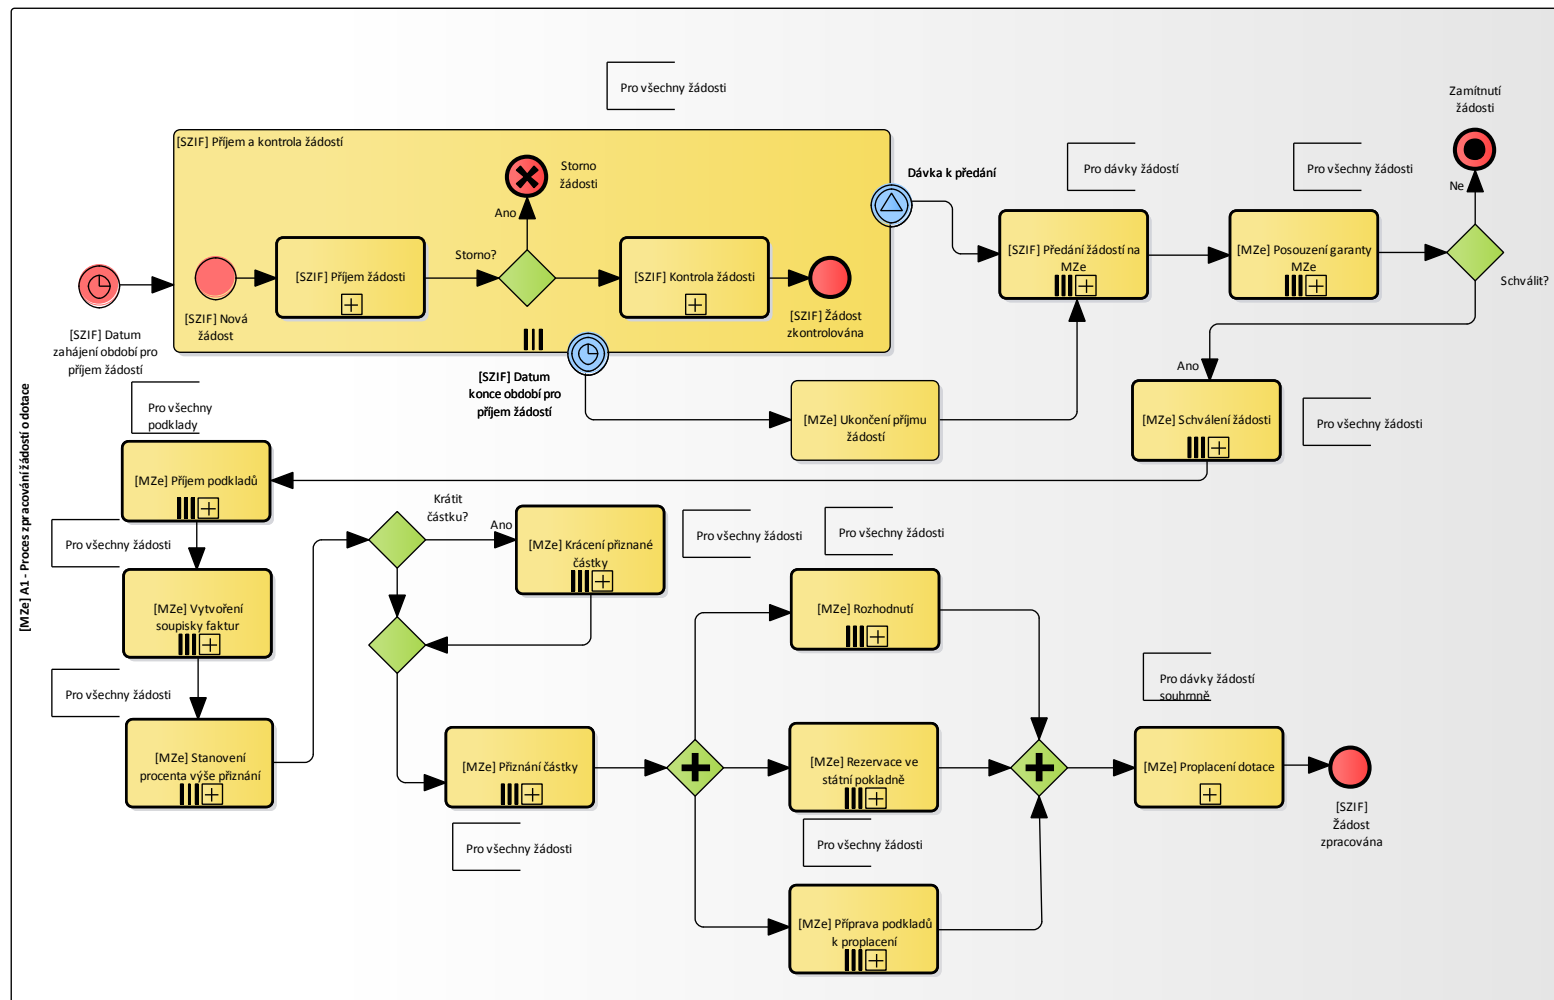 [MZe] A1 - Proces zpracování žádostí o dotace
Pro všechny žádosti
[SZIF] Příjem a kontrola žádostí
Storno
žádosti
Ano
Storno?
[SZIF] Příjem žádosti
[SZIF] Kontrola žádosti
[SZIF] Nová
žádost
[SZIF] Žádost
zkontrolována
[SZIF] Datum
zahájení období pro
příjem žádostí
[SZIF] Datum
konce období pro
příjem žádostí
Dávka k předání
Pro dávky žádostí
[SZIF] Předání žádostí na
MZe
Pro všechny žádosti
[MZe] Posouzení garanty
MZe
Zamítnutí
žádosti
Ne
Schválit?
Ano
[MZe] Ukončení příjmu
žádostí
[MZe] Schválení žádosti
Pro všechny žádosti
Pro všechny
podklady
[MZe] Příjem podkladů
Pro všechny žádosti
[MZe] Vytvoření
soupisky faktur
Pro všechny žádosti
[MZe] Stanovení
procenta výše přiznání
Krátit
částku?
Ano
[MZe] Krácení přiznané
částky
Pro všechny žádosti
Pro všechny žádosti
[MZe] Rozhodnutí
[MZe] Přiznání částky
Pro všechny žádosti
[MZe] Rezervace ve
státní pokladně
Pro všechny žádosti
[MZe] Příprava podkladů
k proplacení
Pro dávky žádostí
souhrnně
[MZe] Proplacení dotace
[SZIF]
Žádost
zpracována